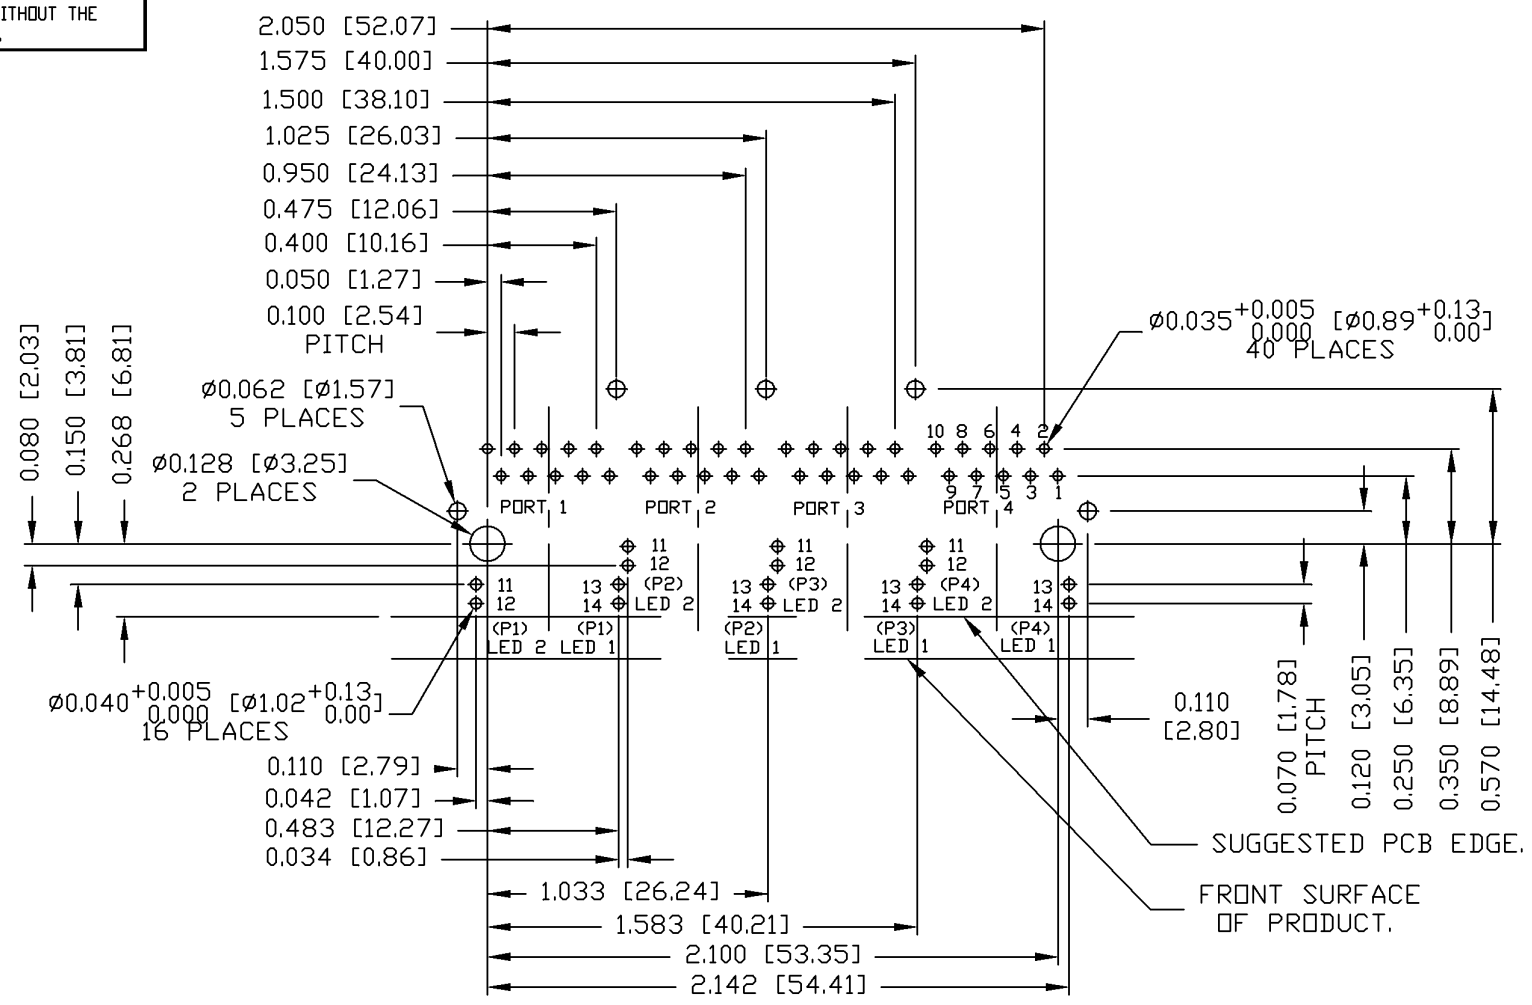 ITHOUT THE
2.050 [52.07]
1.575 [40.00]
1.500 [38.10]
1.025 [26.03]
0.950 [24.13]
0.475 [12.06]
0.400 [10.16]
0.050 [1.27]
0.100 [2.54]
PITCH
0.080 [2.03]
0.150 [3.81]
0.268 [6.81]
Ø0.062 [Ø1.57]
5 PLACES
Ø0.128 [Ø3.25]
2 PLACES
Ø0.035 +0.005 0.000 [Ø0.89 +0.13 0.00]
40 PLACES
10 8 6 4 2
9 7 5 3 1
PORT 1 PORT 2 PORT 3 PORT 4
11 11 11
12 12 12
11 13 (P2) 13 (P3) 13 (P4) 13
12 14 LED 2 14 LED 2 14 LED 2 14
(P1) (P1) (P2) (P3) (P4)
LED 2 LED 1 LED 1 LED 1 LED 1
Ø0.040 +0.005 0.000 [Ø1.02 +0.13 0.00]
16 PLACES
0.110
[2.80]
0.070 [1.78]
PITCH
0.120 [3.05]
0.250 [6.35]
0.350 [8.89]
0.570 [14.48]
0.110 [2.79]
0.042 [1.07]
0.483 [12.27]
0.034 [0.86]
1.033 [26.24]
1.583 [40.21]
2.100 [53.35]
2.142 [54.41]
SUGGESTED PCB EDGE.
FRONT SURFACE
OF PRODUCT.